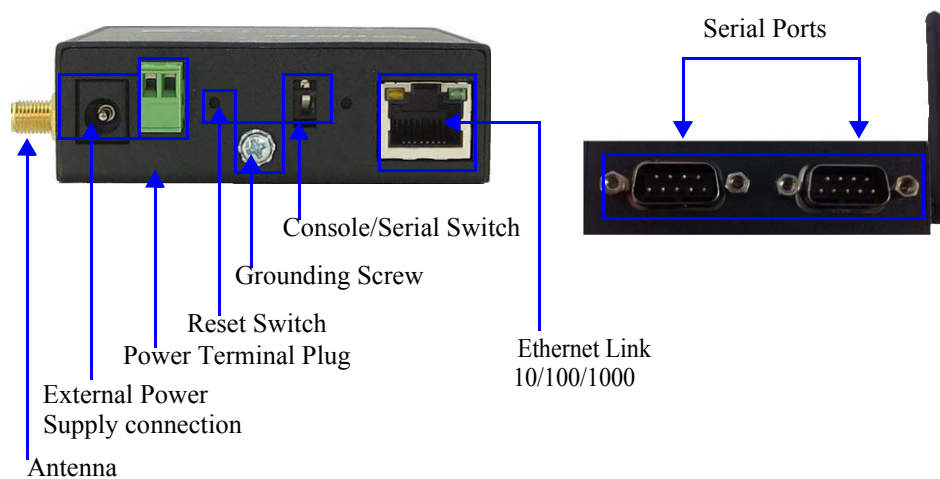 Serial Ports
Console/Serial Switch
Grounding Screw
Reset Switch
Power Terminal Plug
Ethernet Link
10/100/1000
External Power
Supply connection
Antenna